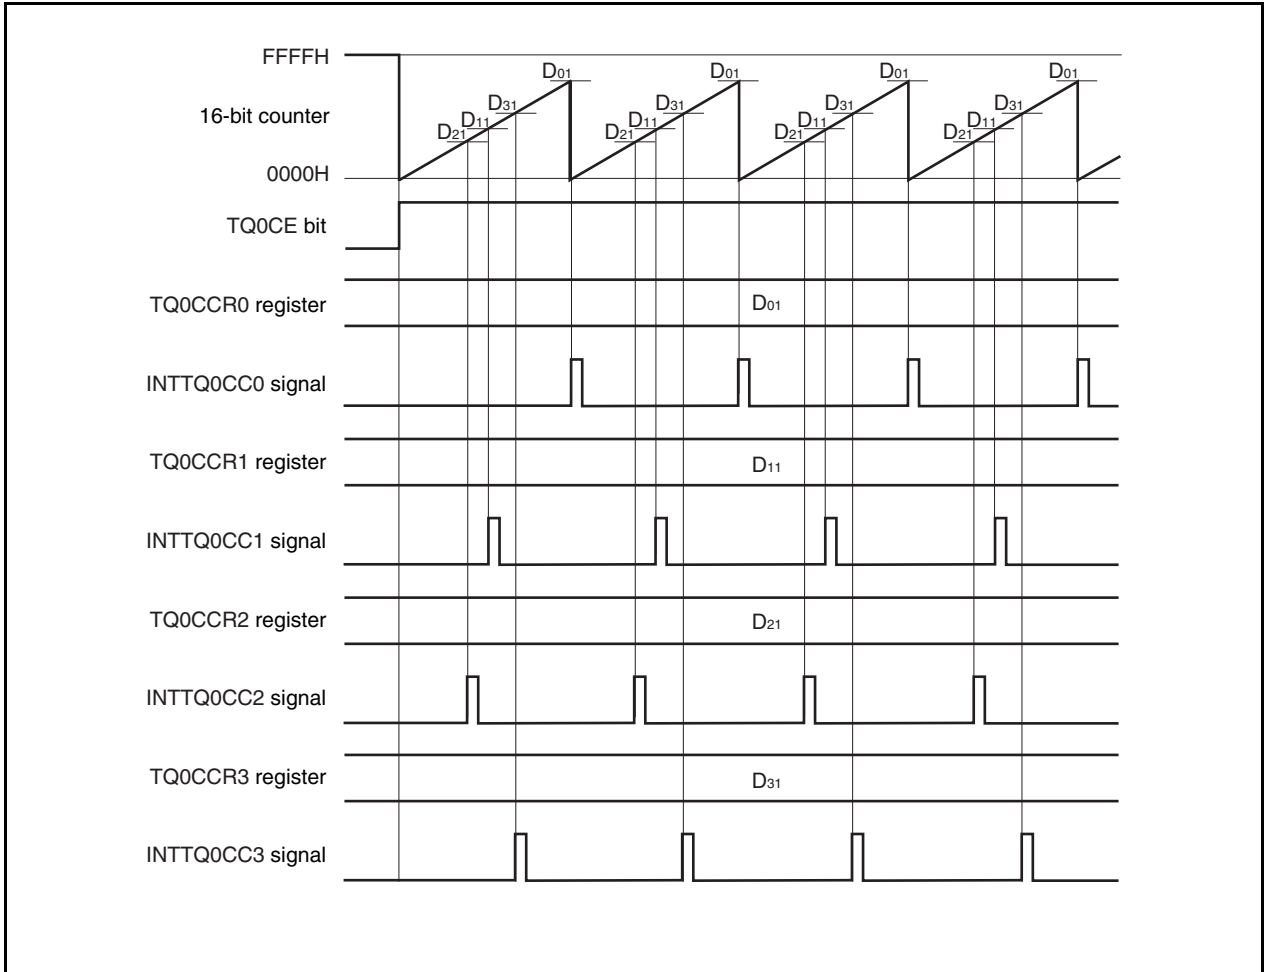 FFFFH
D01 D01 D01 D01
D31 D31 D31 D31
16-bit counter
D11 D11 D11 D11
D21 D21 D21 D21
0000H
TQ0CE bit
TQ0CCR0 register
D01
INTTQ0CC0 signal
TQ0CCR1 register
D11
INTTQ0CC1 signal
TQ0CCR2 register
D21
INTTQ0CC2 signal
TQ0CCR3 register
D31
INTTQ0CC3 signal